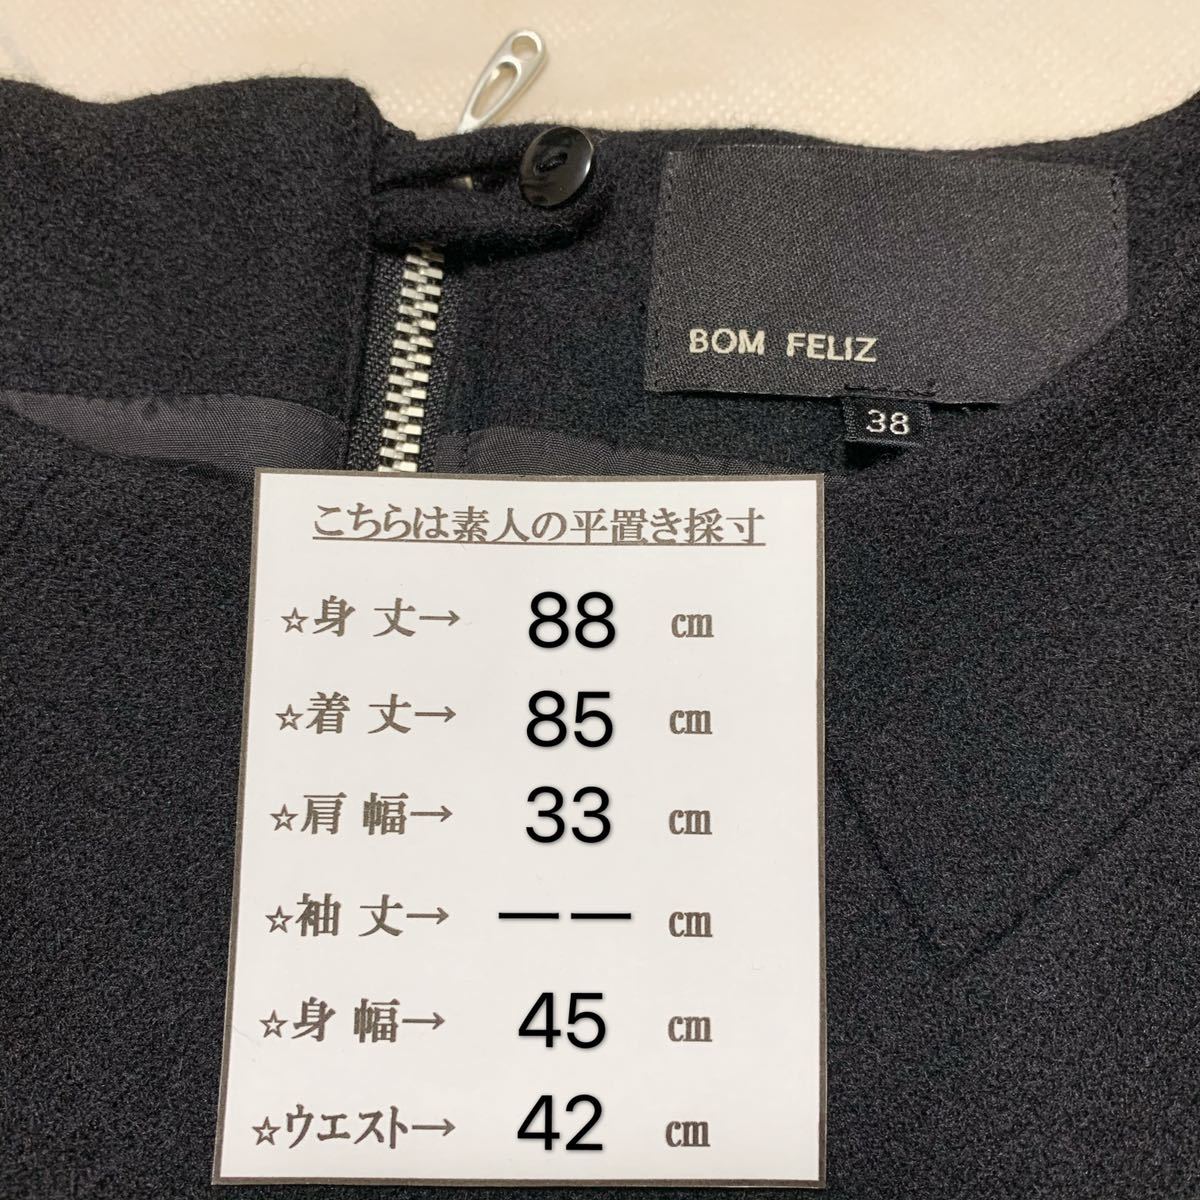 BOM FELIZ
38
こちらは素人の平置き採寸
☆身 丈→ 88 ㎝
☆着 丈→ 85 ㎝
☆肩 幅→ 33 ㎝
☆袖 丈→ ーー ㎝
☆身 幅→ 45 ㎝
☆ウエスト→ 42 ㎝